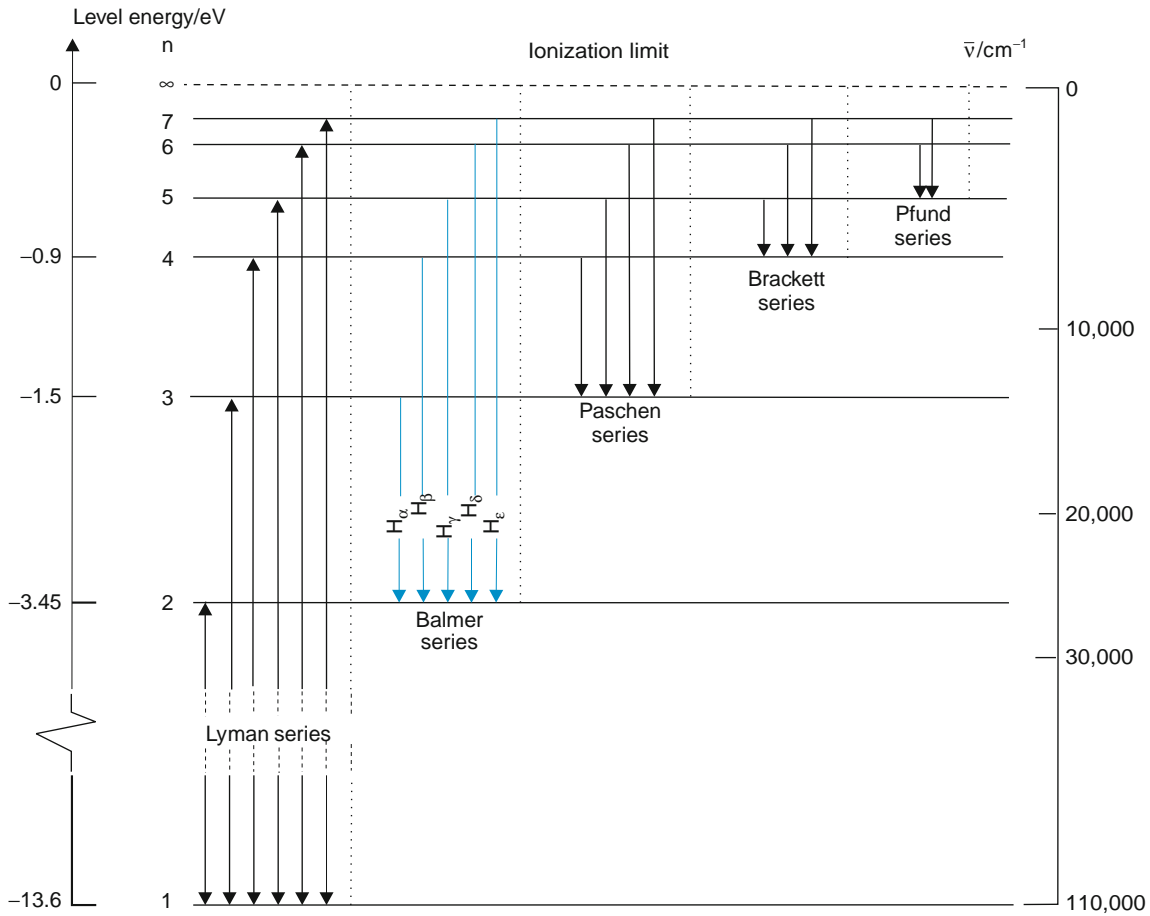 Level energy/eV
n
Ionization limit
ν̅/cm⁻¹
0
∞
0
7
6
5
Pfund
series
–0.9
4
Brackett
series
10,000
–1.5
3
Paschen
series
Hα
Hβ
Hγ
Hδ
Hε
20,000
–3.45
2
Balmer
series
30,000
Lyman series
–13.6
1
110,000